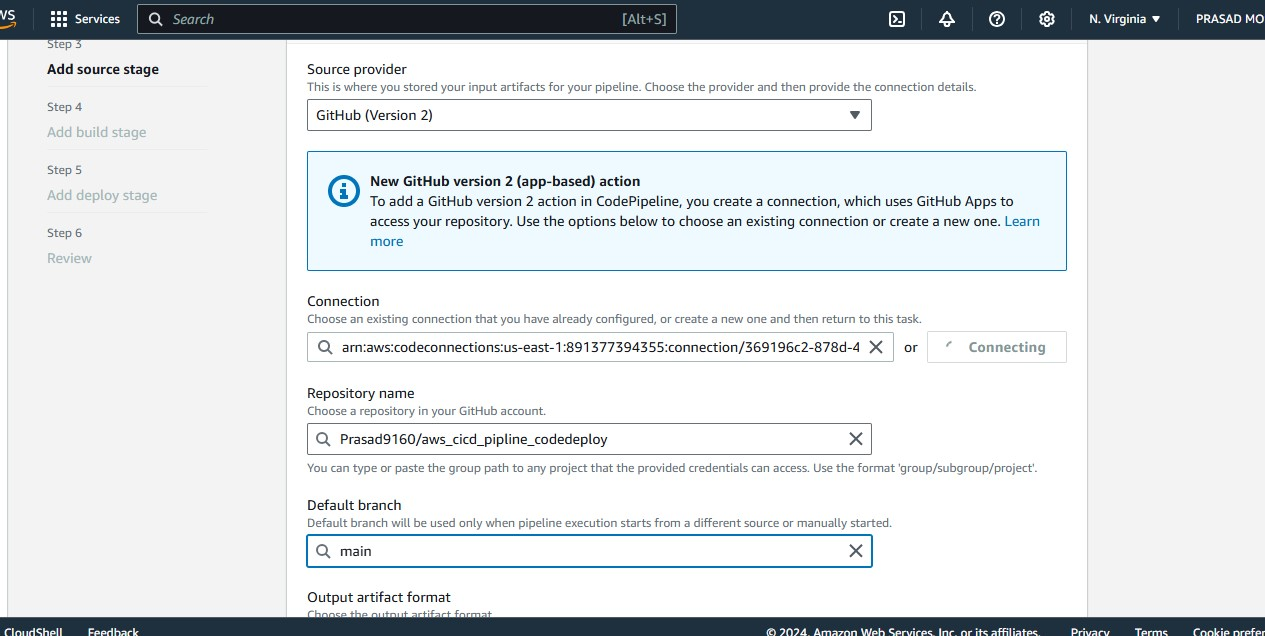 Services
Search
[Alt+S]
N. Virginia
PRASAD MO
Step 3
Add source stage
Step 4
Add build stage
Step 5
Add deploy stage
Step 6
Review
Source provider
This is where you stored your input artifacts for your pipeline. Choose the provider and then provide the connection details.
GitHub (Version 2)
New GitHub version 2 (app-based) action
To add a GitHub version 2 action in CodePipeline, you create a connection, which uses GitHub Apps to
access your repository. Use the options below to choose an existing connection or create a new one. Learn
more
Connection
Choose an existing connection that you have already configured, or create a new one and then return to this task.
arn:aws:codeconnections:us-east-1:891377394355:connection/369196c2-878d-4
or
Connecting
Repository name
Choose a repository in your GitHub account.
Prasad9160/aws_cicd_pipline_codedeploy
You can type or paste the group path to any project that the provided credentials can access. Use the format 'group/subgroup/project'.
Default branch
Default branch will be used only when pipeline execution starts from a different source or manually started.
main
Output artifact format
Choose the output artifact format.
CloudShell
Feedback
© 2024, Amazon Web Services, Inc. or its affiliates.
Privacy
Terms
Cookie prefer